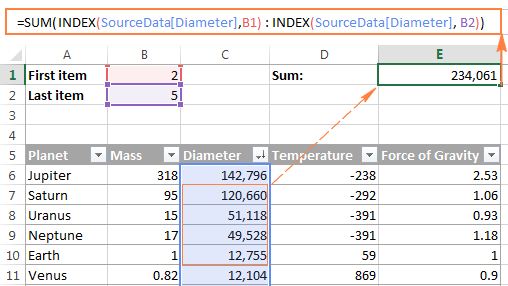 =SUM(INDEX(SourceData[Diameter],B1) : INDEX(SourceData[Diameter], B2))
A B C D E
1 First item 2 Sum: 234,061
2 Last item 5
3
4
5 Planet Mass Diameter Temperature Force of Gravity
6 Jupiter 318 142,796 -238 2.53
7 Saturn 95 120,660 -292 1.06
8 Uranus 15 51,118 -391 0.93
9 Neptune 17 49,528 -391 1.18
10 Earth 1 12,755 59 1
11 Venus 0.82 12,104 869 0.9